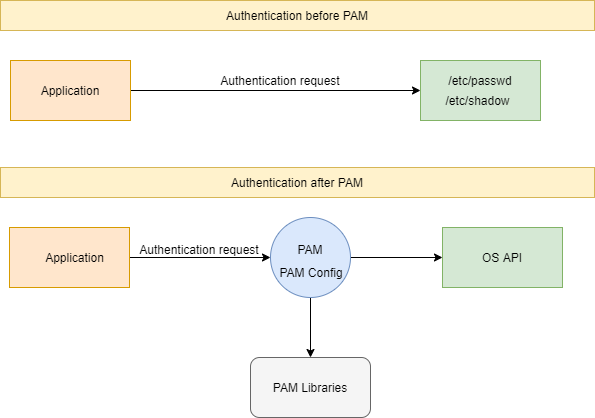 Authentication before PAM
Application
Authentication request
/etc/passwd
/etc/shadow
Authentication after PAM
Application
Authentication request
PAM
PAM Config
OS API
PAM Libraries